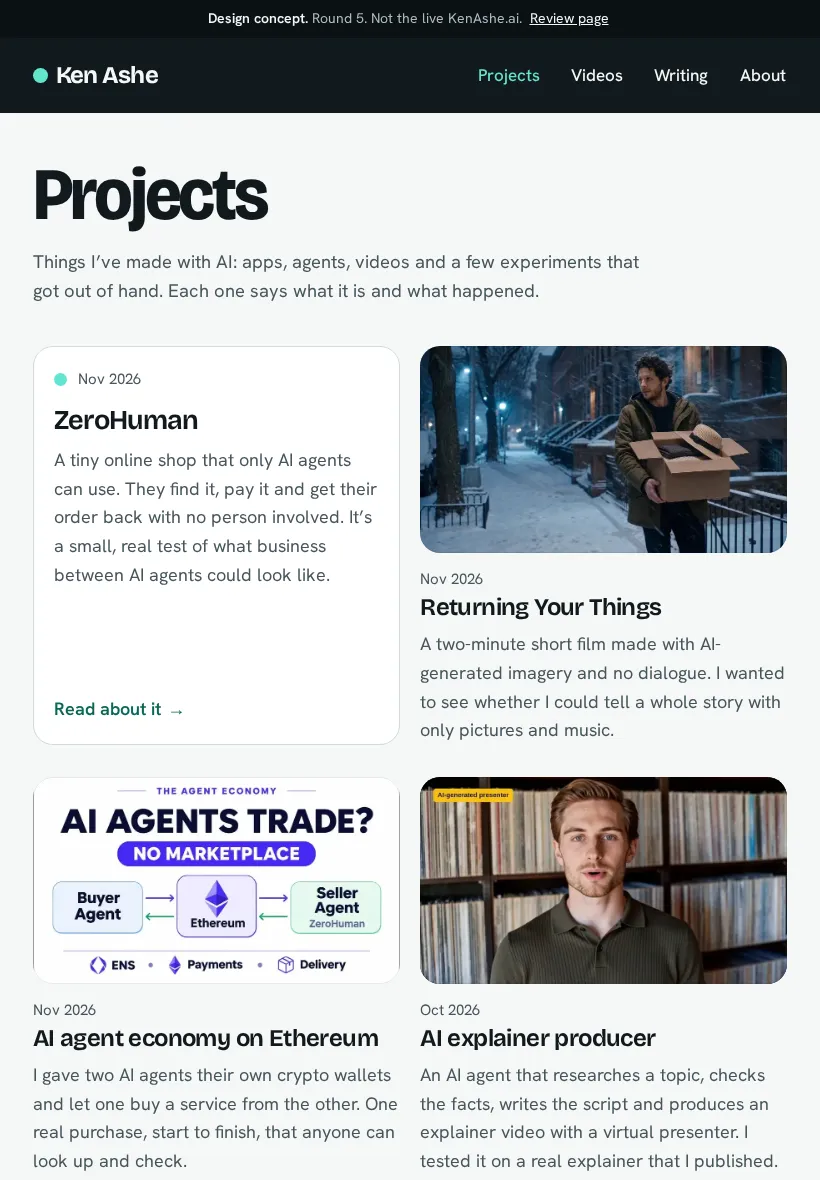 Design concept. Round 5. Not the live KenAshe.ai. Review page
Ken Ashe
Projects
Videos
Writing
About
Projects
Things I’ve made with AI: apps, agents, videos and a few experiments that
got out of hand. Each one says what it is and what happened.
Nov 2026
ZeroHuman
A tiny online shop that only AI agents
can use. They find it, pay it and get their
order back with no person involved. It’s
a small, real test of what business
between AI agents could look like.
Read about it →
Nov 2026
Returning Your Things
A two-minute short film made with AI-
generated imagery and no dialogue. I wanted
to see whether I could tell a whole story with
only pictures and music.
THE AGENT ECONOMY
AI AGENTS TRADE?
NO MARKETPLACE
Buyer
Agent
Ethereum
Seller
Agent
ZeroHuman
ENS • Payments • Delivery
Nov 2026
AI agent economy on Ethereum
I gave two AI agents their own crypto wallets
and let one buy a service from the other. One
real purchase, start to finish, that anyone can
look up and check.
AI-generated presenter
Oct 2026
AI explainer producer
An AI agent that researches a topic, checks
the facts, writes the script and produces an
explainer video with a virtual presenter. I
tested it on a real explainer that I published.